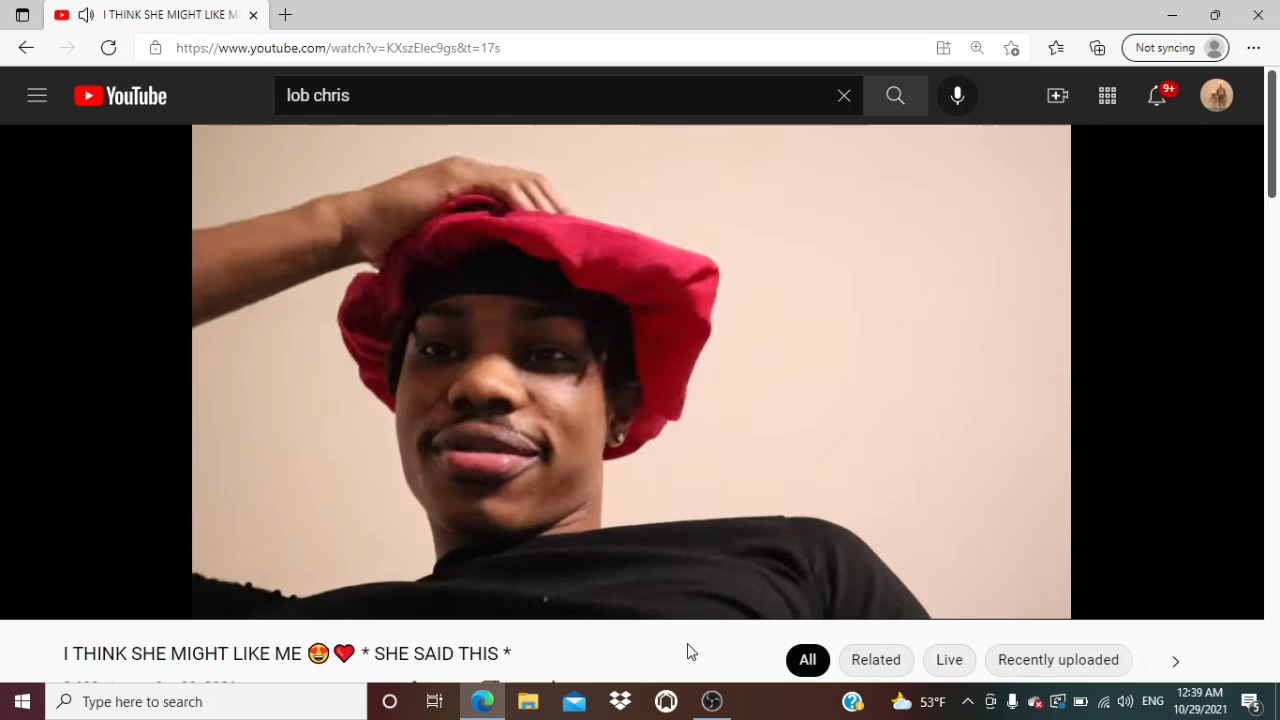 I THINK SHE MIGHT LIKE M
https://www.youtube.com/watch?v=KXszElec9gs&t=17s
Not syncing
YouTube
lob chris
9+
I THINK SHE MIGHT LIKE ME 😍❤ * SHE SAID THIS *
All
Related
Live
Recently uploaded
Type here to search
53°F
ENG
12:39 AM
10/29/2021
5